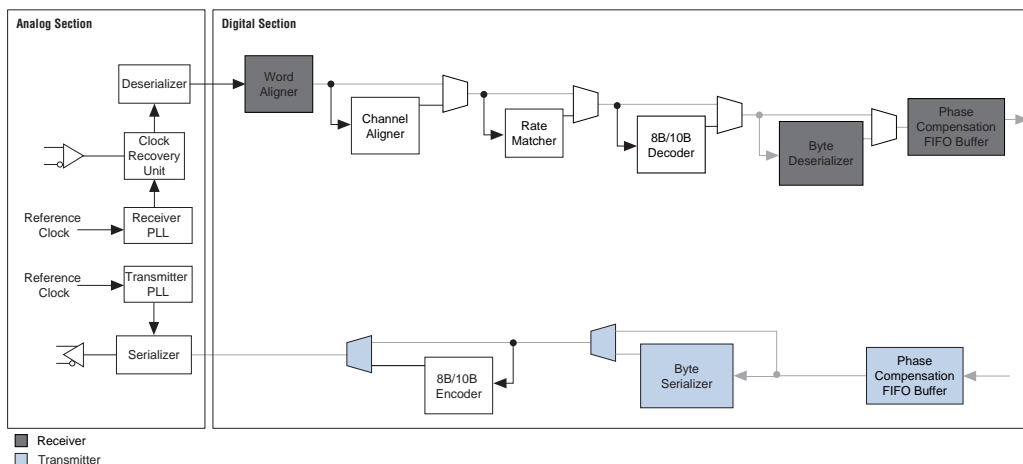 Analog Section
Digital Section
Deserializer
Word
Aligner
Channel
Aligner
Rate
Matcher
8B/10B
Decoder
Byte
Deserializer
Phase
Compensation
FIFO Buffer
Clock
Recovery
Unit
Reference
Clock
Receiver
PLL
Reference
Clock
Transmitter
PLL
Serializer
8B/10B
Encoder
Byte
Serializer
Phase
Compensation
FIFO Buffer
Receiver
Transmitter